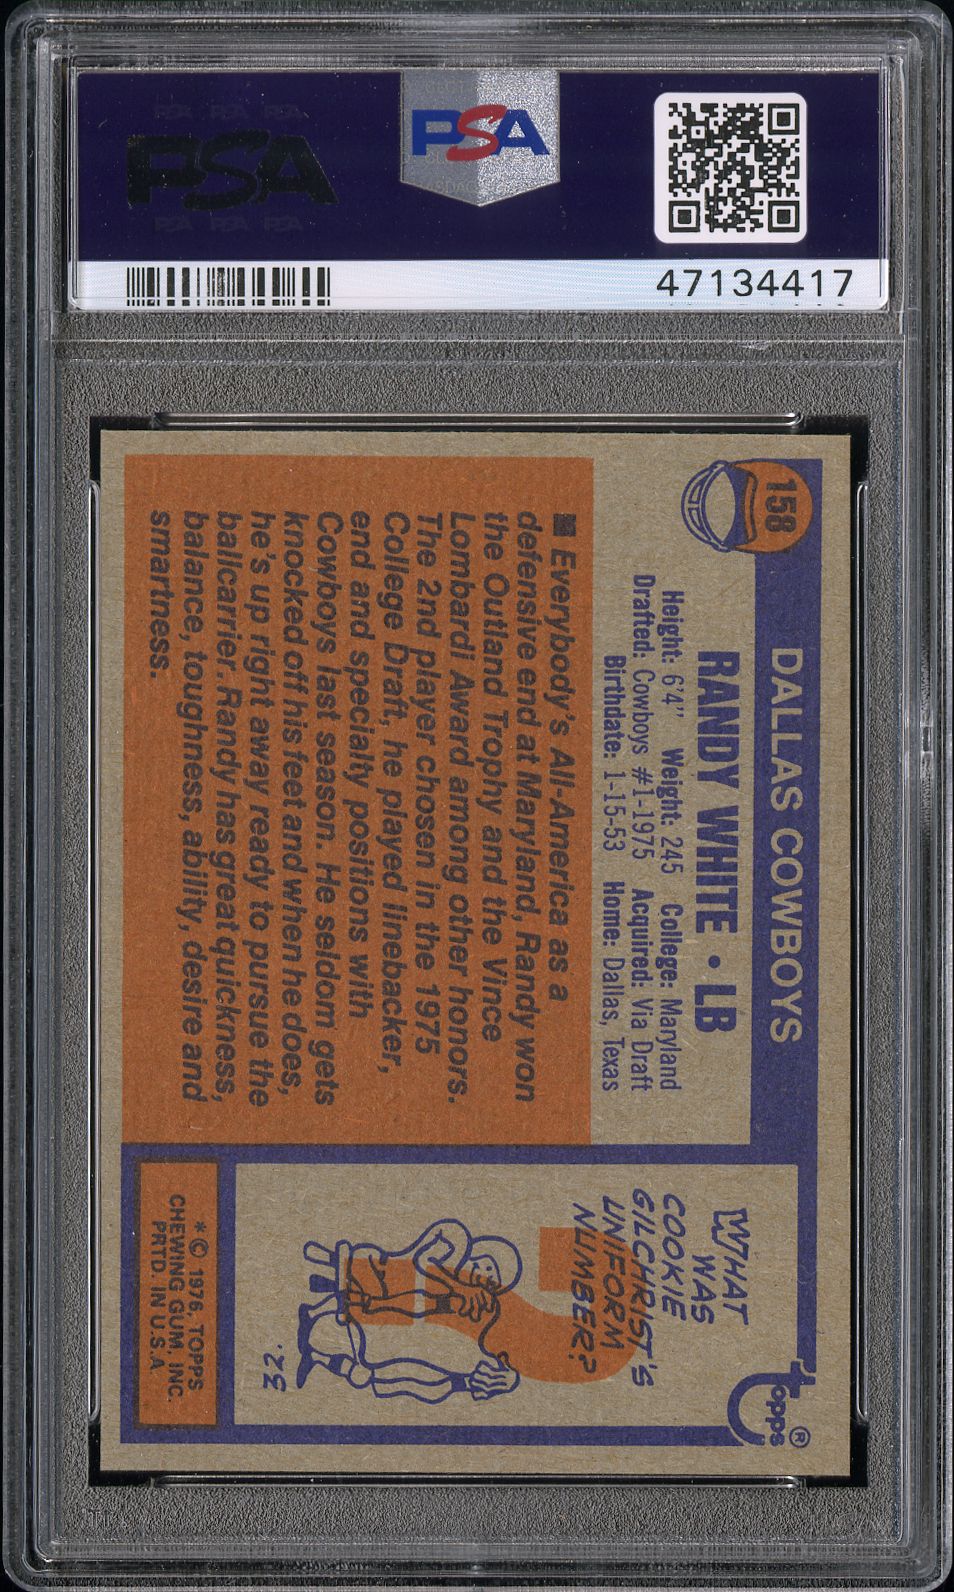 PSA
PSA
47134417
158
DALLAS COWBOYS
RANDY WHITE • LB
Height: 6'4" Weight: 245 College: Maryland
Drafted: Cowboys #1-1975 Acquired: Via Draft
Birthdate: 1-15-53 Home: Dallas, Texas
■ Everybody's All-America as a
defensive end at Maryland, Randy won
the Outland Trophy and the Vince
Lombardi Award among other honors.
The 2nd player chosen in the 1975
College Draft, he played linebacker,
end and specialty positions with
Cowboys last season. He seldom gets
knocked off his feet and when he does,
he's up right away ready to pursue the
ballcarrier. Randy has great quickness,
balance, toughness, ability, desire and
smartness.
topps®
WHAT
WAS
COOKIE
GILCHRIST'S
UNIFORM
NUMBER?
32.
*© 1976, TOPPS
CHEWING GUM, INC.
PRTD. IN U.S.A